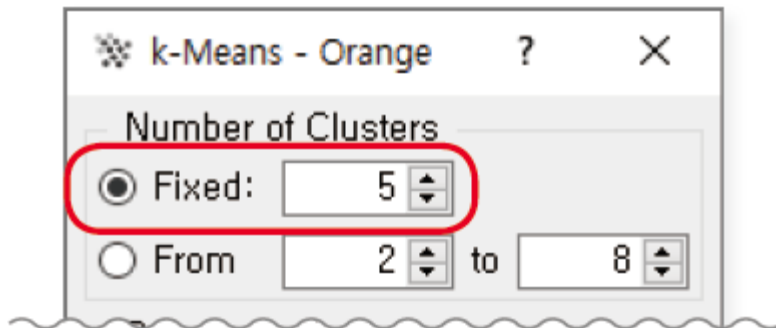 k-Means - Orange ? ×
Number of Clusters
Fixed: 5
From 2 to 8